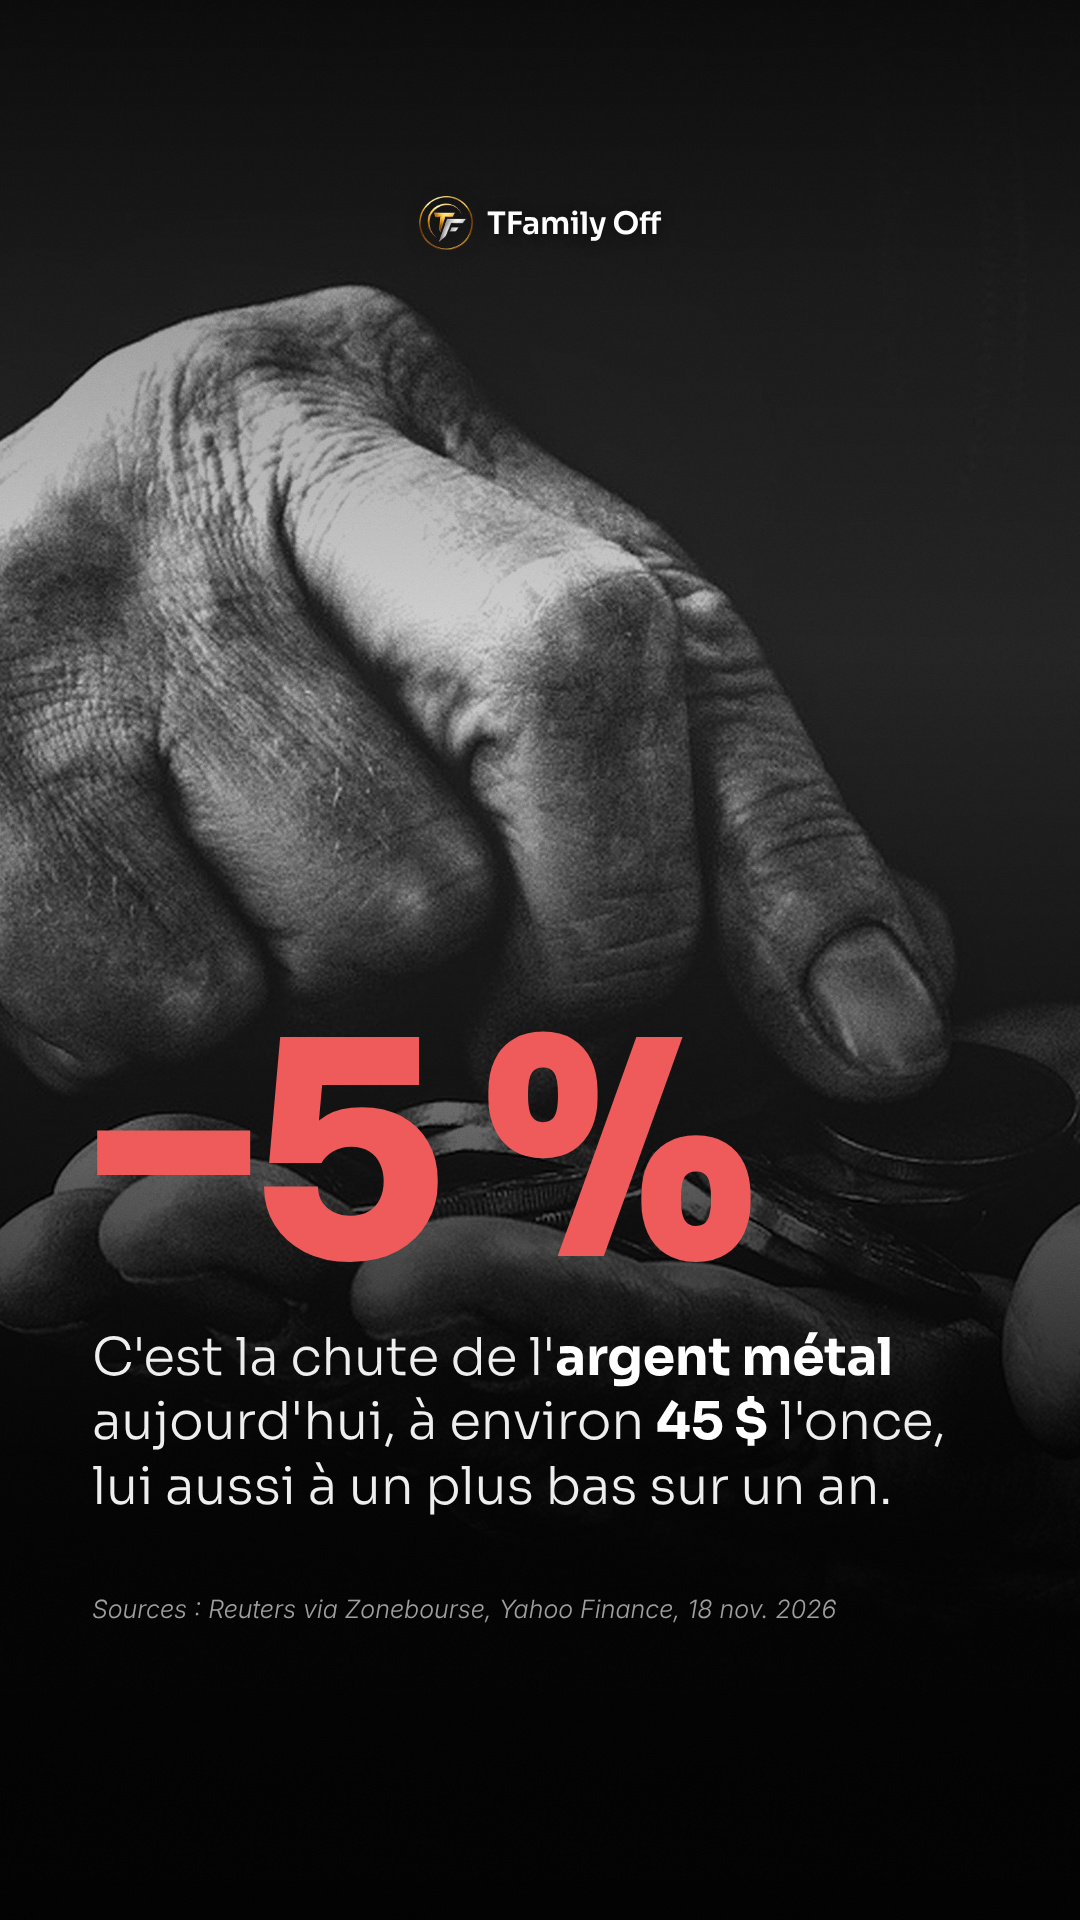 TF TFamily Off
–5 %
C'est la chute de l'argent métal
aujourd'hui, à environ 45 $ l'once,
lui aussi à un plus bas sur un an.
Sources : Reuters via Zonebourse, Yahoo Finance, 18 nov. 2026